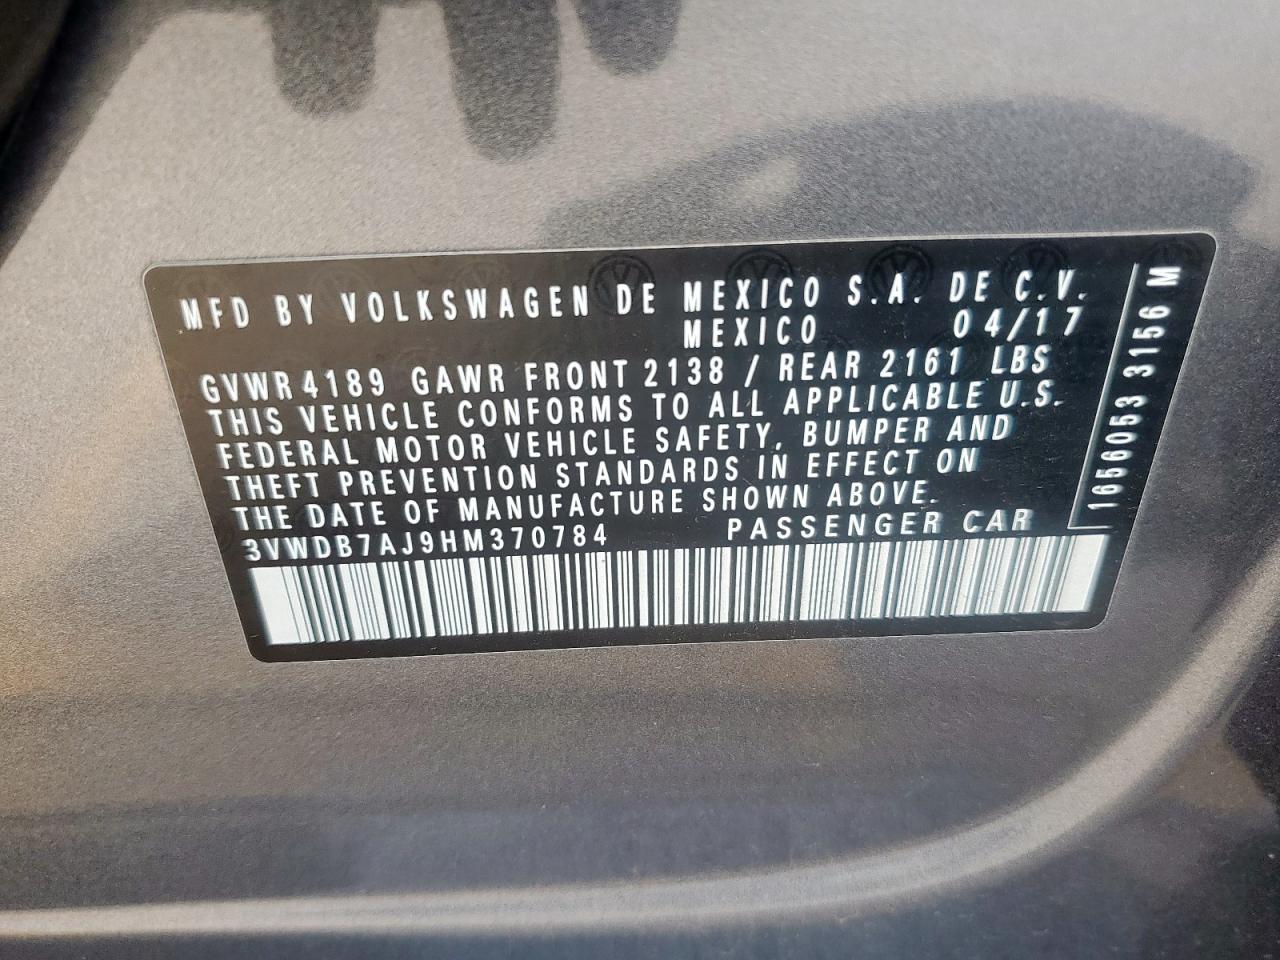 MFD BY VOLKSWAGEN DE MEXICO S.A. DE C.V.
MEXICO 04/17
GVWR 4189 GAWR FRONT 2138 / REAR 2161 LBS
THIS VEHICLE CONFORMS TO ALL APPLICABLE U.S.
FEDERAL MOTOR VEHICLE SAFETY, BUMPER AND
THEFT PREVENTION STANDARDS IN EFFECT ON
THE DATE OF MANUFACTURE SHOWN ABOVE.
3VWDB7AJ9HM370784 PASSENGER CAR
1656053 3156 M